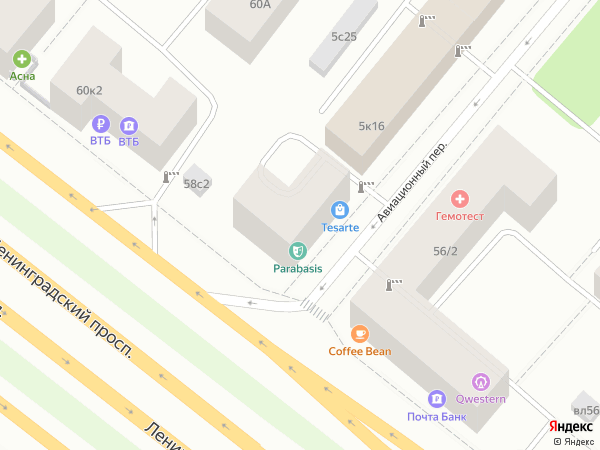 60А
5с25
Асна
60к2
5к16
ВТБ
ВТБ
Авиационный пер.
58с2
Гемотест
Tesarte
56/2
Parabasis
Ленинградский просп.
Coffee Bean
Qwestern
вл56
Почта Банк
Яндекс
© Яндекс